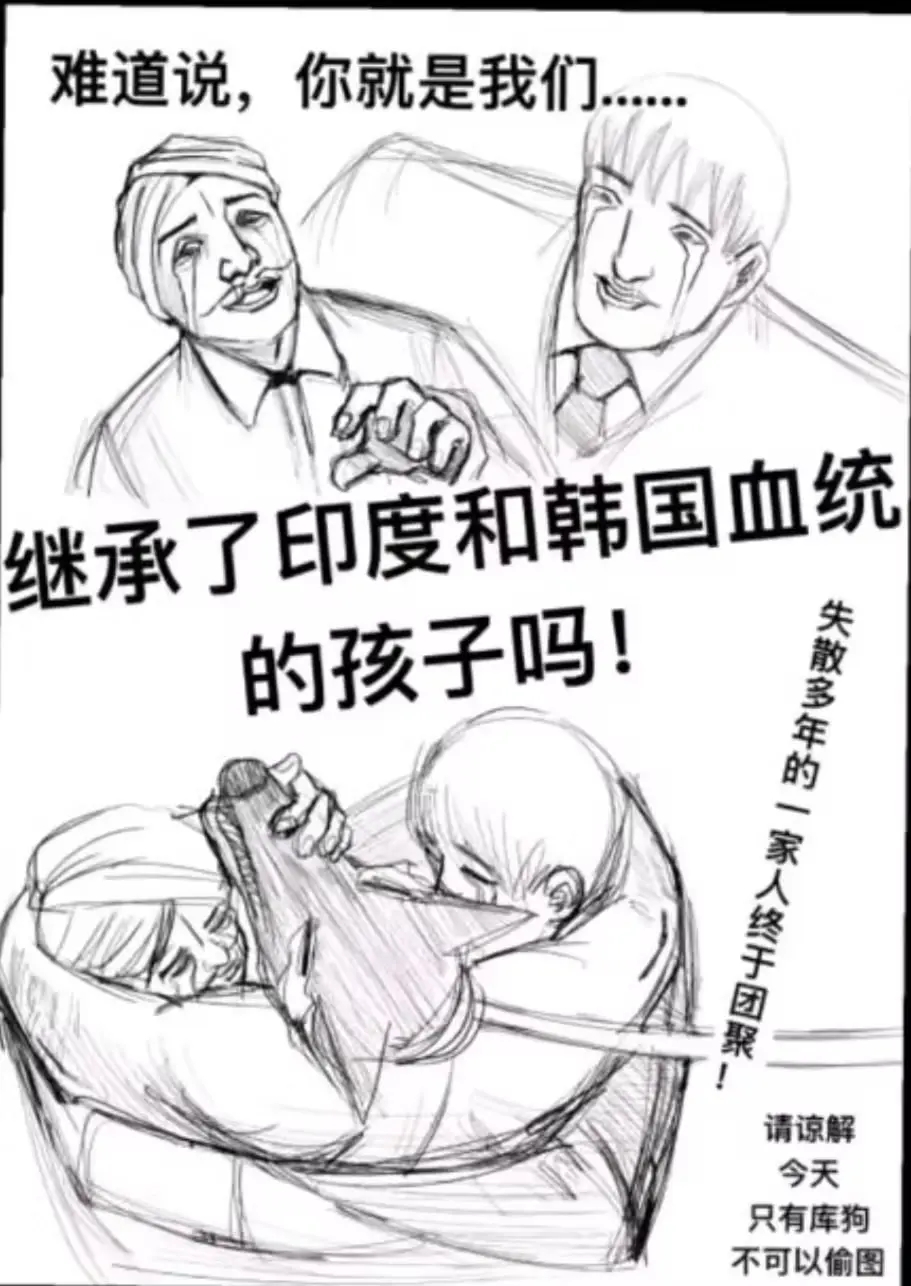 难道说，你就是我们……
继承了印度和韩国血统
的孩子吗！
失散多年的一家人终于团聚！
请谅解
今天
只有库狗
不可以偷图